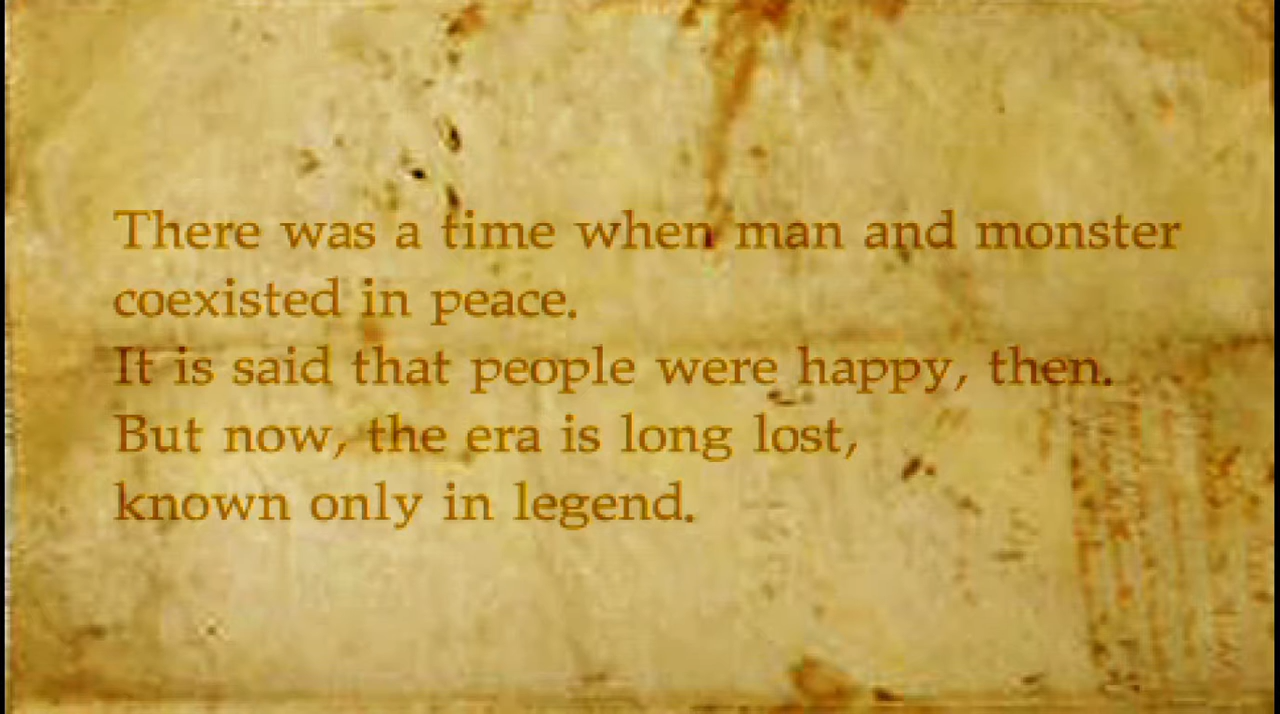 There was a time when man and monster
coexisted in peace.
It is said that people were happy, then.
But now, the era is long lost,
known only in legend.